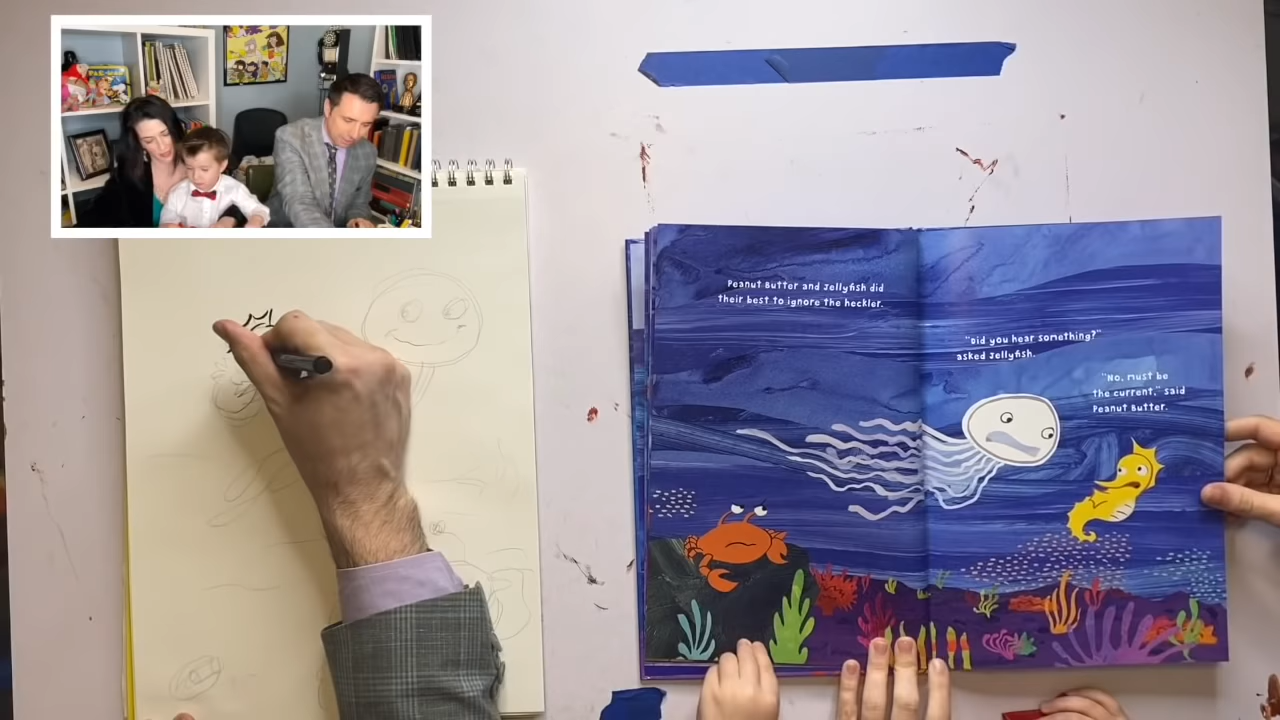 Peanut Butter and Jellyfish did
their best to ignore the heckler.
"Did you hear something?"
asked Jellyfish.
"No, must be
the current," said
Peanut Butter.